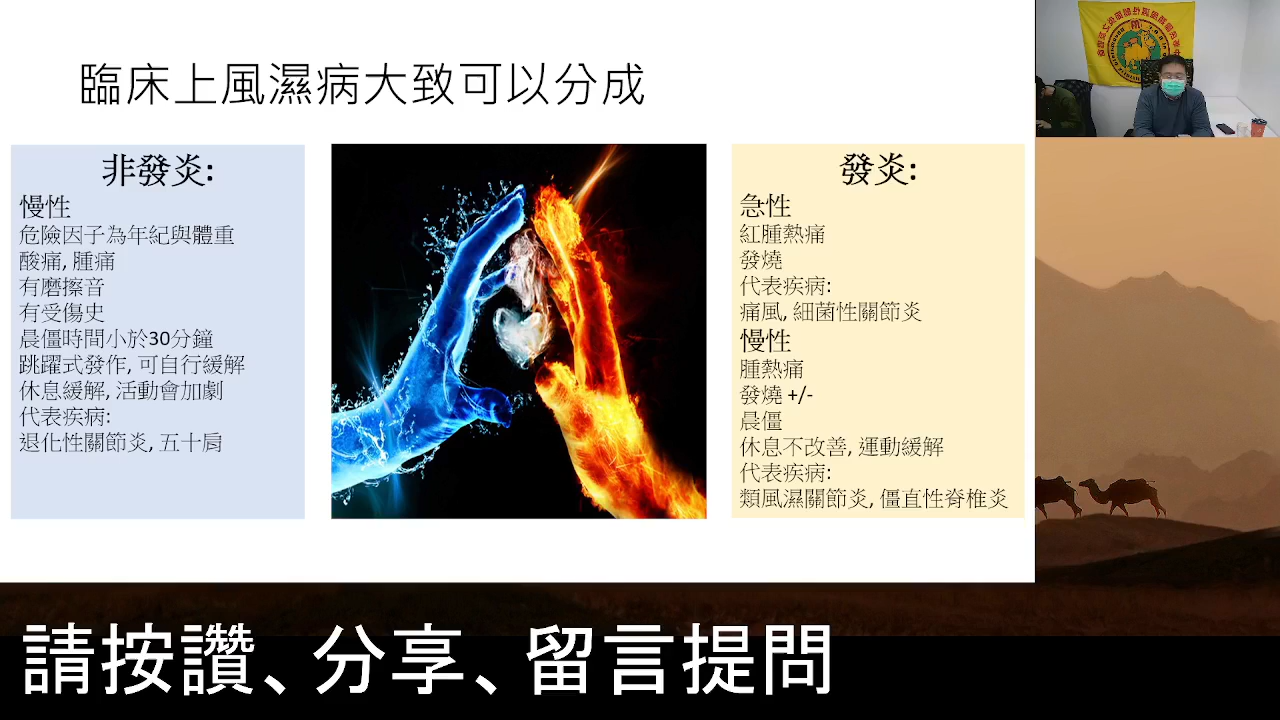 臨床上風濕病大致可以分成
非發炎:
慢性
危險因子為年紀與體重
酸痛, 腫痛
有磨擦音
有受傷史
晨僵時間小於30分鐘
跳躍式發作, 可自行緩解
休息緩解, 活動會加劇
代表疾病:
退化性關節炎, 五十肩
發炎:
急性
紅腫熱痛
發燒
代表疾病:
痛風, 細菌性關節炎
慢性
腫熱痛
發燒 +/-
晨僵
休息不改善, 運動緩解
代表疾病:
類風濕關節炎, 僵直性脊椎炎
請按讚、分享、留言提問